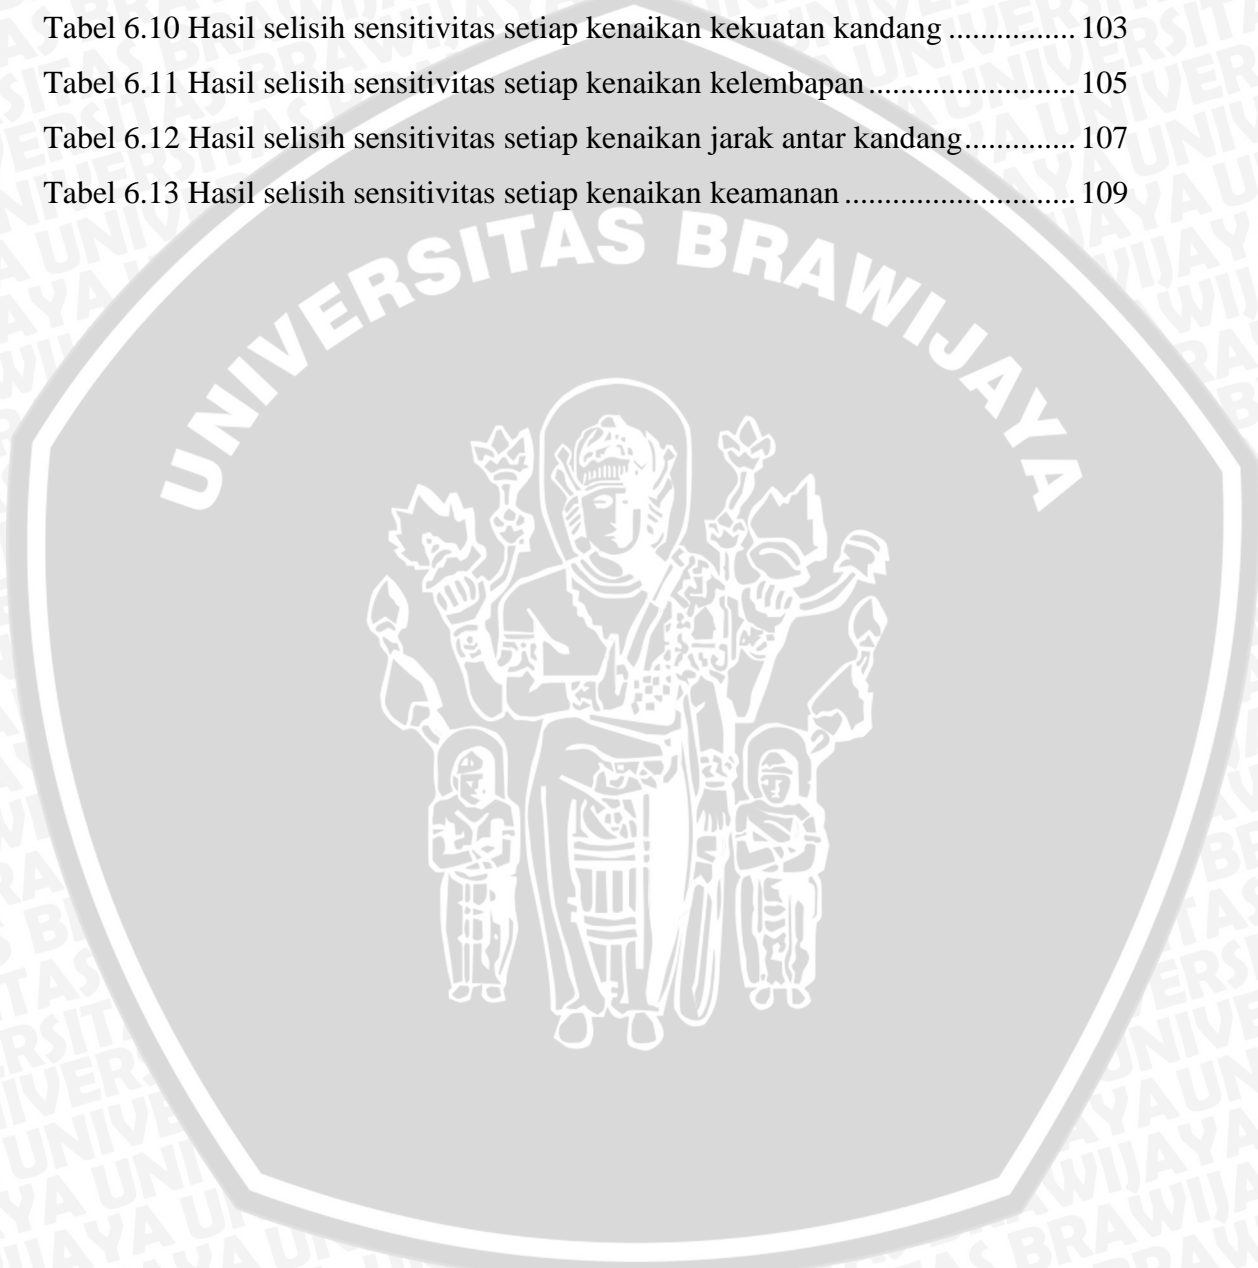 Tabel 6.10 Hasil selisih sensitivitas setiap kenaikan kekuatan kandang ................ 103
Tabel 6.11 Hasil selisih sensitivitas setiap kenaikan kelembapan .......................... 105
Tabel 6.12 Hasil selisih sensitivitas setiap kenaikan jarak antar kandang.............. 107
Tabel 6.13 Hasil selisih sensitivitas setiap kenaikan keamanan ............................. 109
UNIVERSITAS BRAWIJAYA